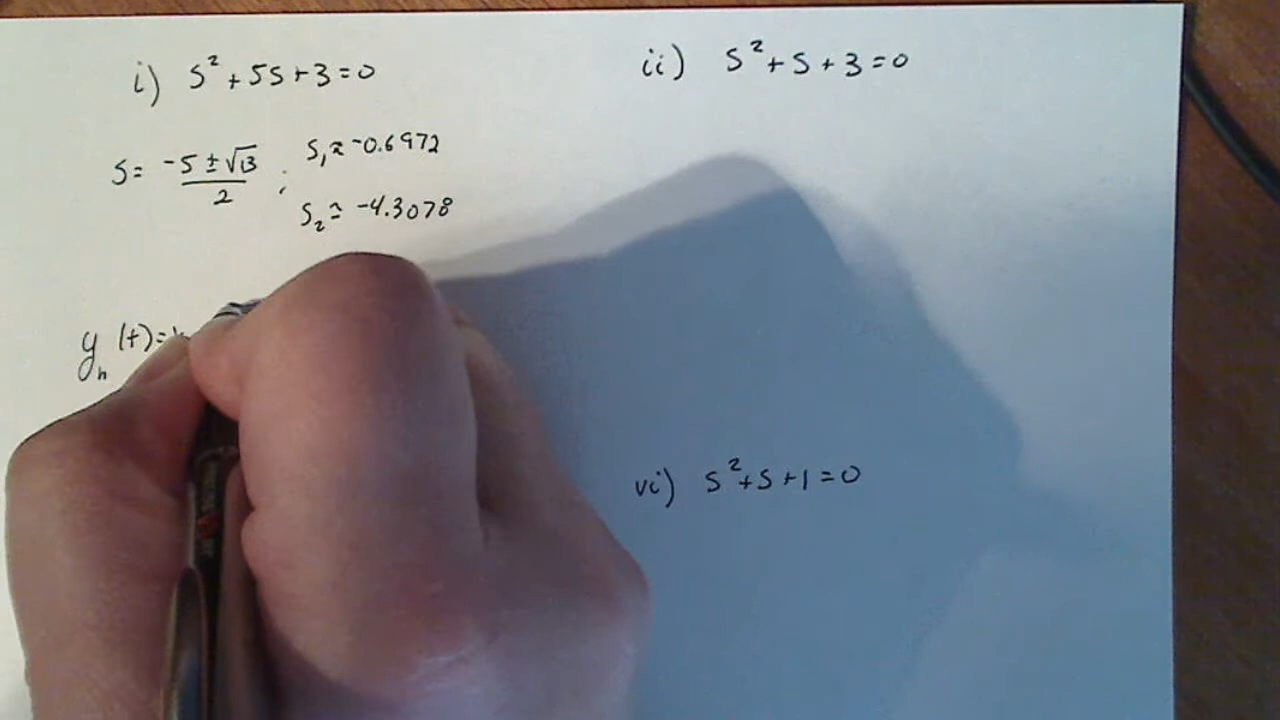 i) s² + 5s + 3 = 0
s = (-5 ± √13)/2 ; s₁ ≈ -0.6972
s₂ ≈ -4.3078
y_h (t) =
ii) s² + s + 3 = 0
vi) s² + s + 1 = 0